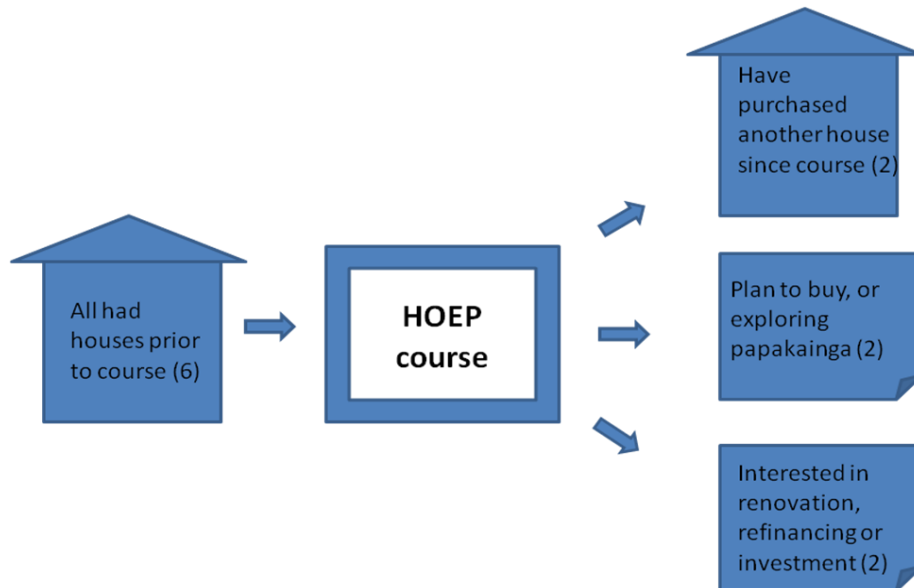 All had
houses prior
to course (6)
HOEP
course
Have
purchased
another house
since course (2)
Plan to buy, or
exploring
papakainga (2)
Interested in
renovation,
refinancing or
investment (2)